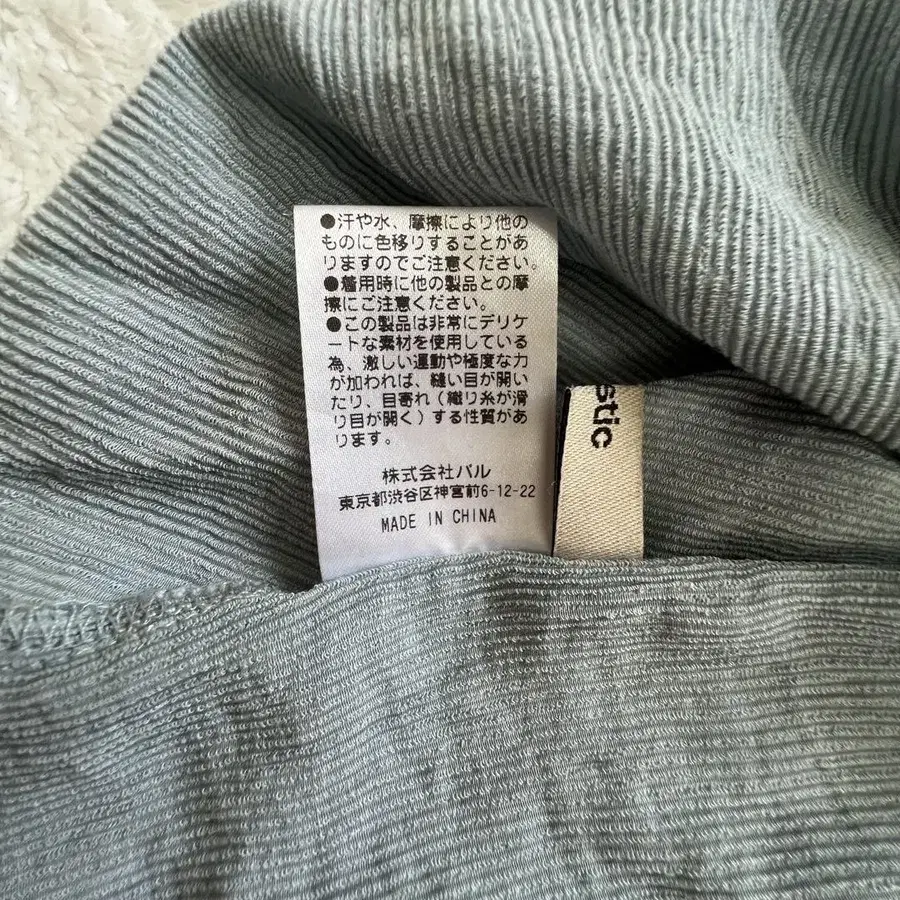 ●汗や水、摩擦により他の
ものに色移りすることがあ
りますのでご注意ください。
●着用時に他の製品との摩
擦にご注意ください。
●この製品は非常にデリケ
ートな素材を使用している
為、激しい運動や極度な力
が加われば、縫い目が開い
たり、目寄れ（織り糸が滑
り目が開く）する性質があ
ります。
株式会社パル
東京都渋谷区神宮前6-12-22
MADE IN CHINA
stic